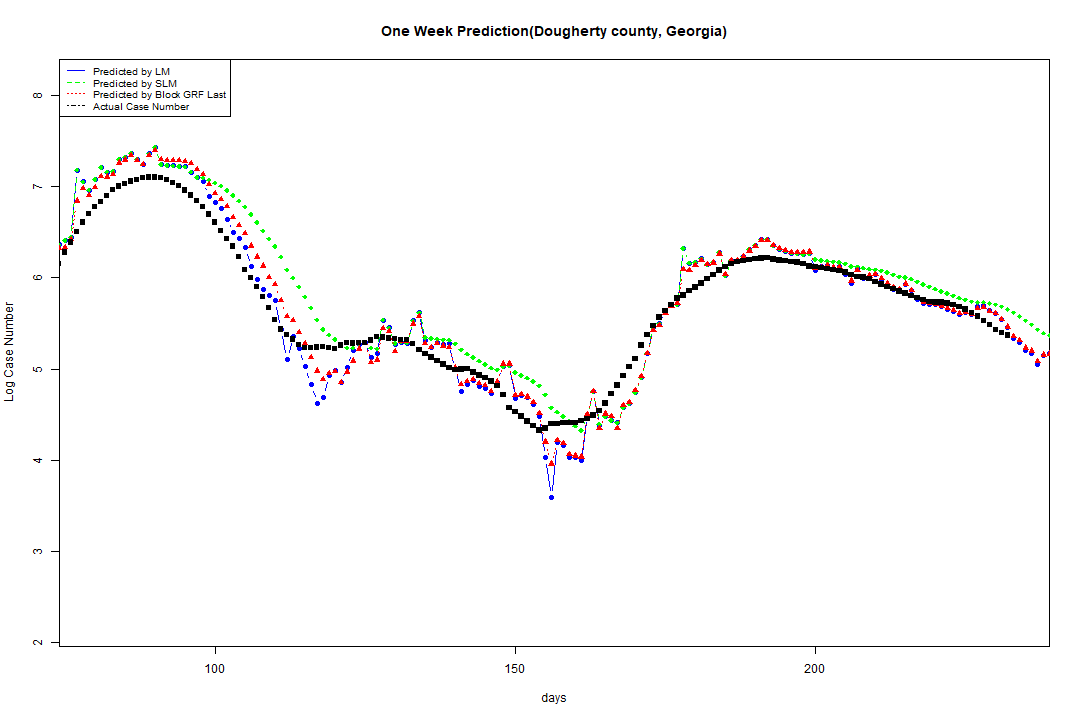 One Week Prediction(Dougherty county, Georgia)
Predicted by LM
Predicted by SLM
Predicted by Block GRF Last
Actual Case Number
8
7
6
5
4
3
2
Log Case Number
100 150 200
days